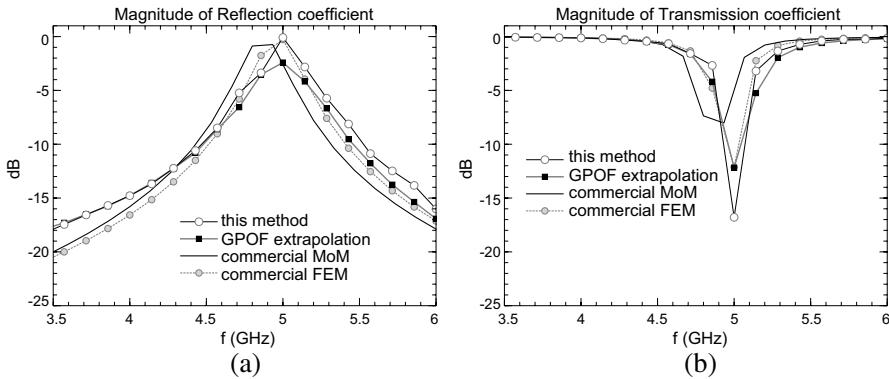 Magnitude of Reflection coefficient
0
-5
-10
-15
-20
-25
dB
this method
GPOF extrapolation
commercial MoM
commercial FEM
3.5 4 4.5 5 5.5 6
f (GHz)
(a)
Magnitude of Transmission coefficient
0
-5
-10
-15
-20
-25
dB
this method
GPOF extrapolation
commercial MoM
commercial FEM
3.5 4 4.5 5 5.5 6
f (GHz)
(b)